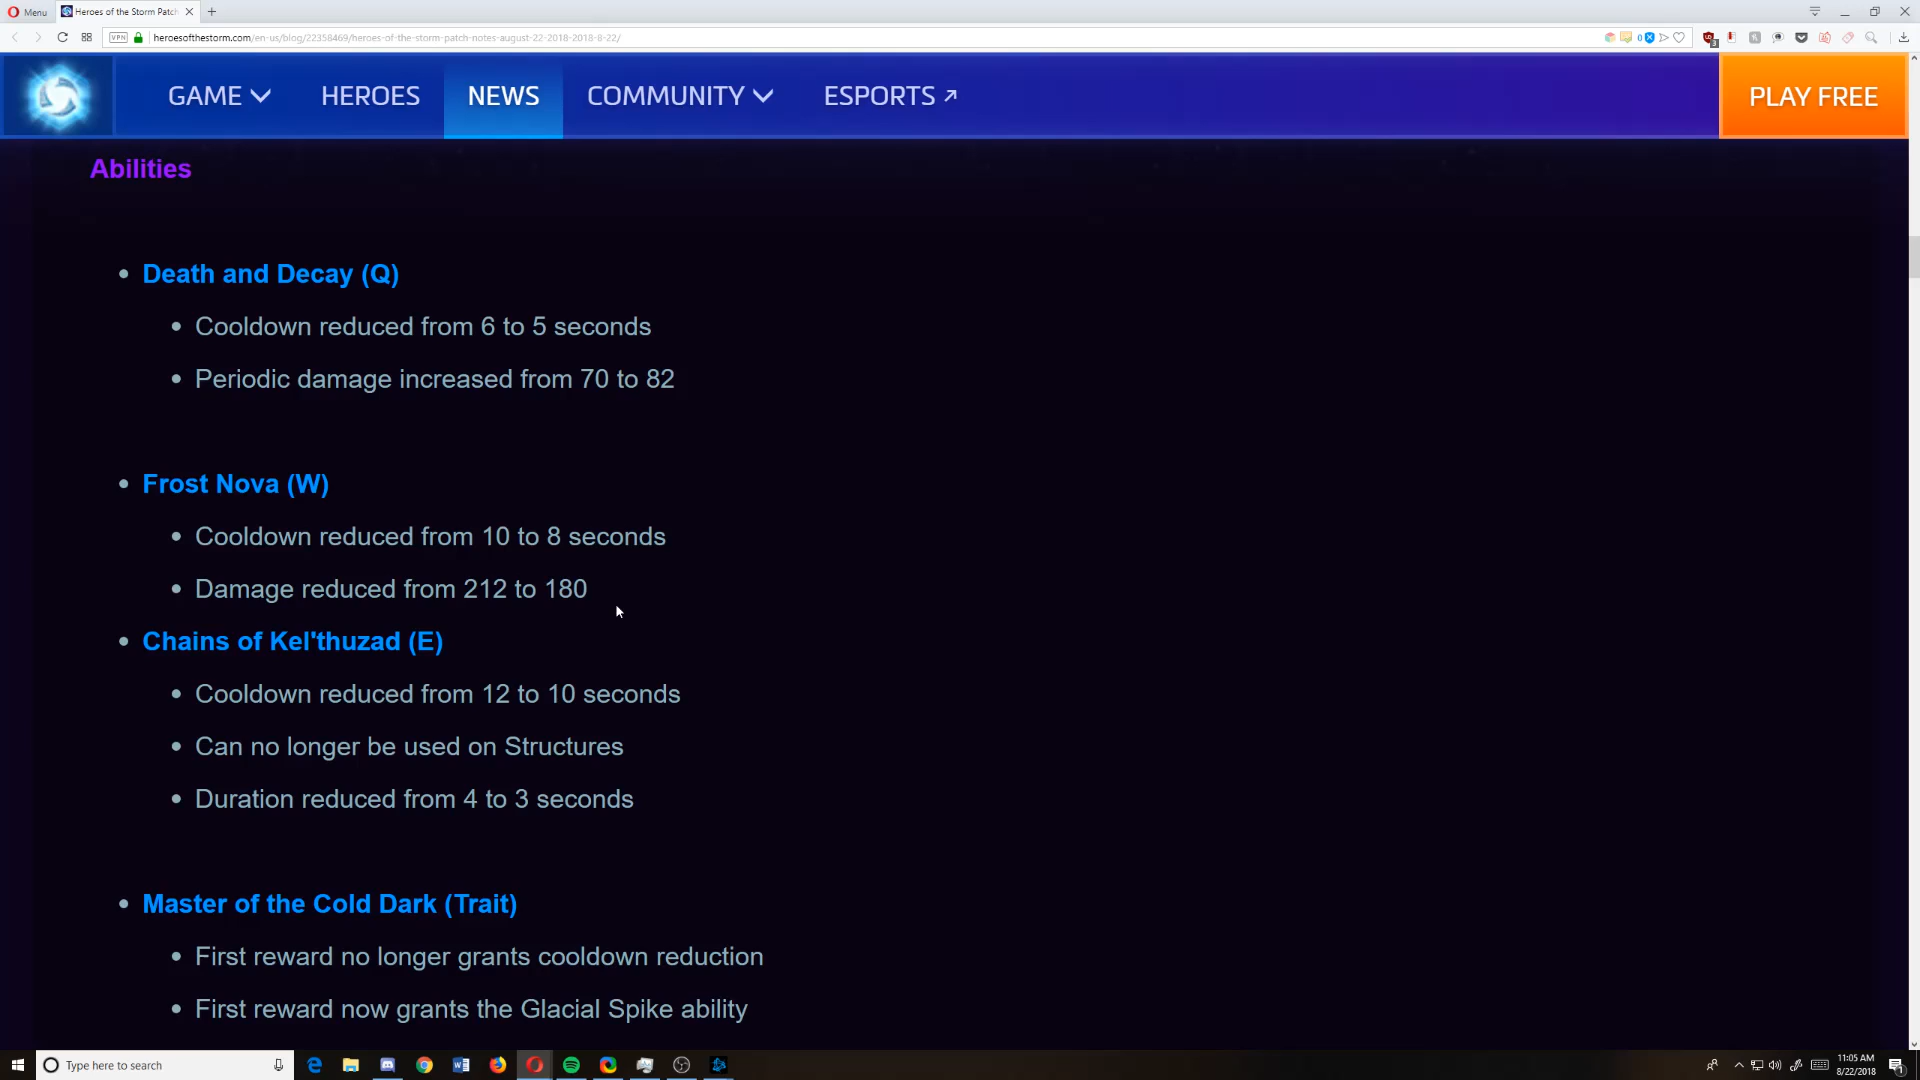 Menu
Heroes of the Storm Patch
VPN
heroesofthestorm.com/en-us/blog/22358469/heroes-of-the-storm-patch-notes-august-22-2018-2018-8-22/
0
3
GAME
HEROES
NEWS
COMMUNITY
ESPORTS
PLAY FREE
Abilities
Death and Decay (Q)
Cooldown reduced from 6 to 5 seconds
Periodic damage increased from 70 to 82
Frost Nova (W)
Cooldown reduced from 10 to 8 seconds
Damage reduced from 212 to 180
Chains of Kel'thuzad (E)
Cooldown reduced from 12 to 10 seconds
Can no longer be used on Structures
Duration reduced from 4 to 3 seconds
Master of the Cold Dark (Trait)
First reward no longer grants cooldown reduction
First reward now grants the Glacial Spike ability
Type here to search
11:05 AM
8/22/2018